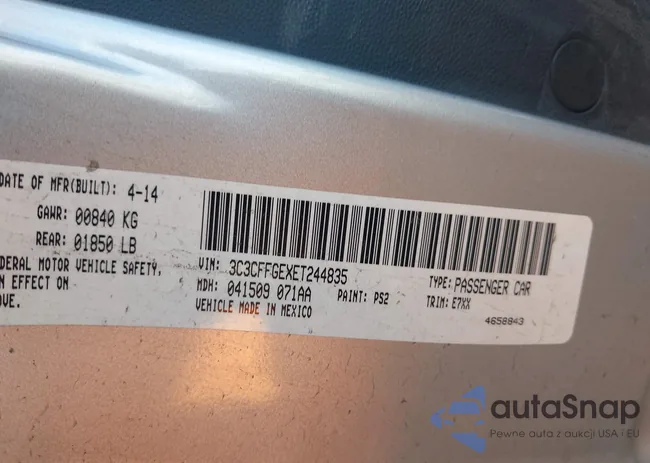 DATE OF MFR(BUILT): 4-14
GAWR: 00840 KG
REAR: 01850 LB
DERAL MOTOR VEHICLE SAFETY,
N EFFECT ON
OVE.
VIN: 3C3CFFGEXET244835
MDH: 041509 071AA PAINT: PS2
VEHICLE MADE IN MEXICO
TYPE: PASSENGER CAR
TRIM: E7XX
4658843
autaSnap
Pewne auta z aukcji USA i EU